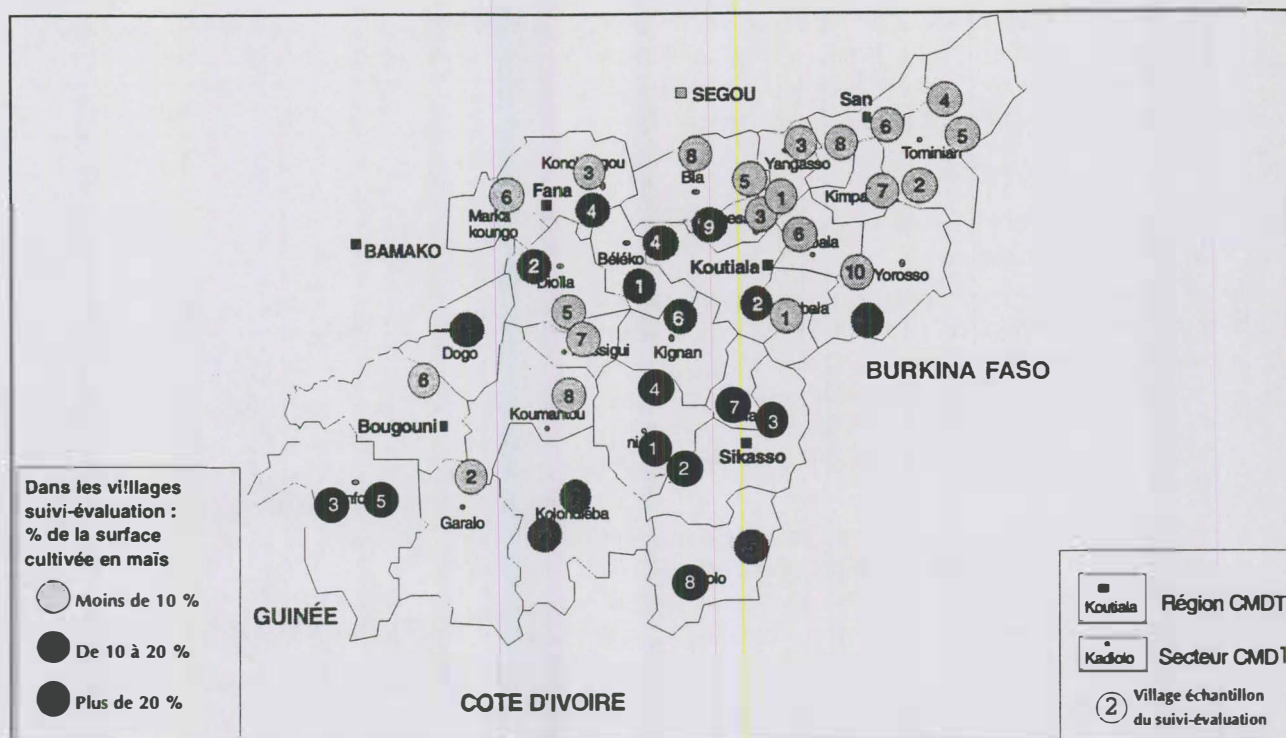 SEGOU
San
4
6
5
8
3
Yangasso
Tominian
8
Bla
3
5
Fana
6
1
7
2
4
3
9
Marka
koungo
6
4
BAMAKO
Béléko
Koutiala
10
Yorosso
2
Diolla
1
2
5
1
6
7
Kignan
Dogo
BURKINA FASO
6
4
8
7
3
Koumantou
Bougouni
1
Sikasso
2
2
3
5
Garalo
Kolondiéba
8
GUINÉE
COTE D'IVOIRE
Dans les villages
suivi-évaluation :
% de la surface
cultivée en maïs
Moins de 10 %
De 10 à 20 %
Plus de 20 %
Koutiala
Région CMDT
Kadiolo
Secteur CMDT
2
Village échantillon
du suivi-évaluation